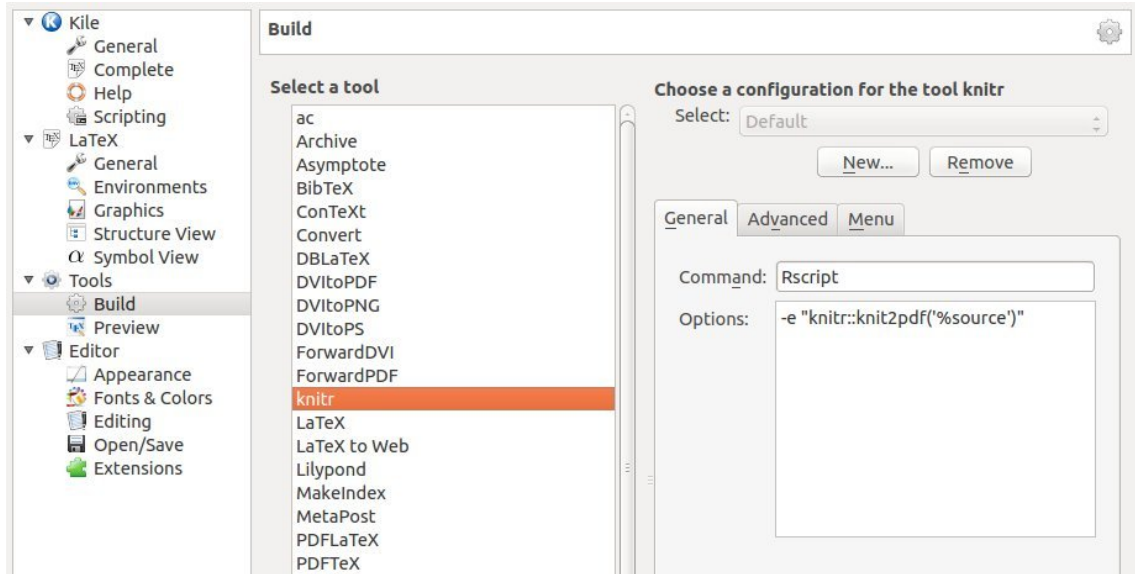 Kile
General
Complete
Help
Scripting
LaTeX
General
Environments
Graphics
Structure View
α Symbol View
Tools
Build
Preview
Editor
Appearance
Fonts & Colors
Editing
Open/Save
Extensions
Build
Select a tool
ac
Archive
Asymptote
BibTeX
ConTeXt
Convert
DBLaTeX
DVItoPDF
DVItoPNG
DVItoPS
ForwardDVI
ForwardPDF
knitr
LaTeX
LaTeX to Web
Lilypond
MakeIndex
MetaPost
PDFLaTeX
PDFTeX
Choose a configuration for the tool knitr
Select: Default
New... Remove
General Advanced Menu
Command: Rscript
Options: -e "knitr::knit2pdf('%source')"